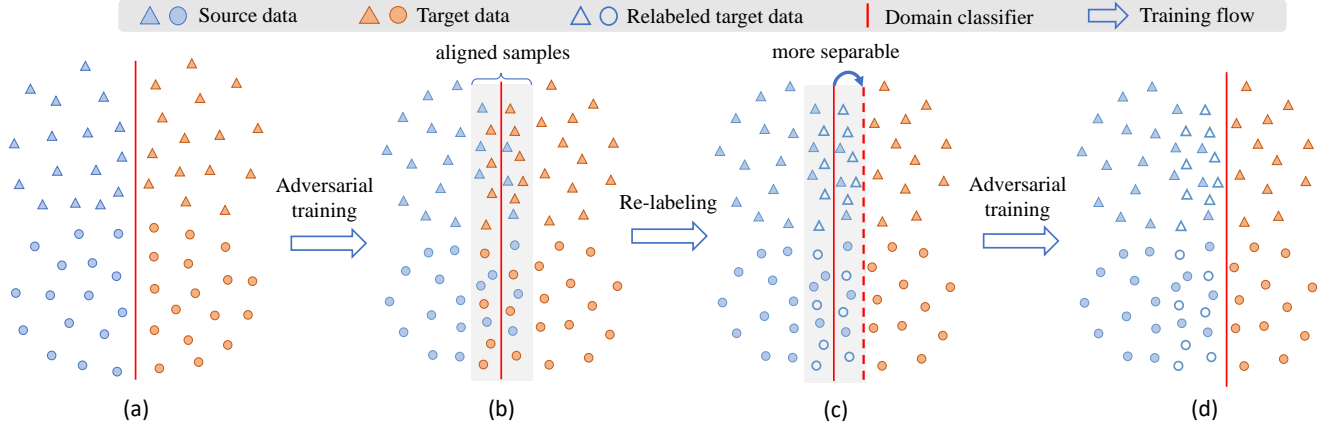 Source data
Target data
Relabeled target data
Domain classifier
Training flow
aligned samples
more separable
Adversarial
training
Re-labeling
Adversarial
training
(a)
(b)
(c)
(d)